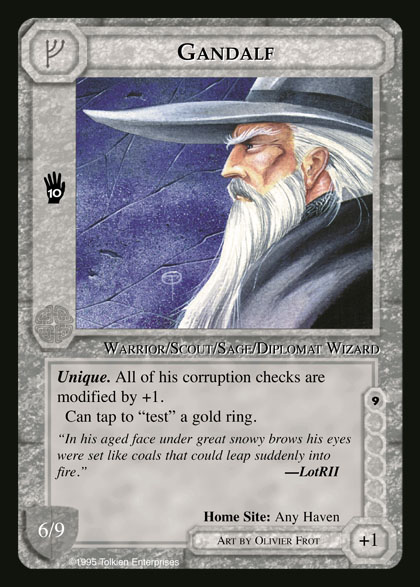 GANDALF
10
WARRIOR/SCOUT/SAGE/DIPLOMAT WIZARD
Unique. All of his corruption checks are
modified by +1.
Can tap to “test” a gold ring.
“In his aged face under great snowy brows his eyes
were set like coals that could leap suddenly into
fire.” —LotRII
9
Home Site: Any Haven
6/9
ART BY OLIVIER FROT
+1
©1995 Tolkien Enterprises